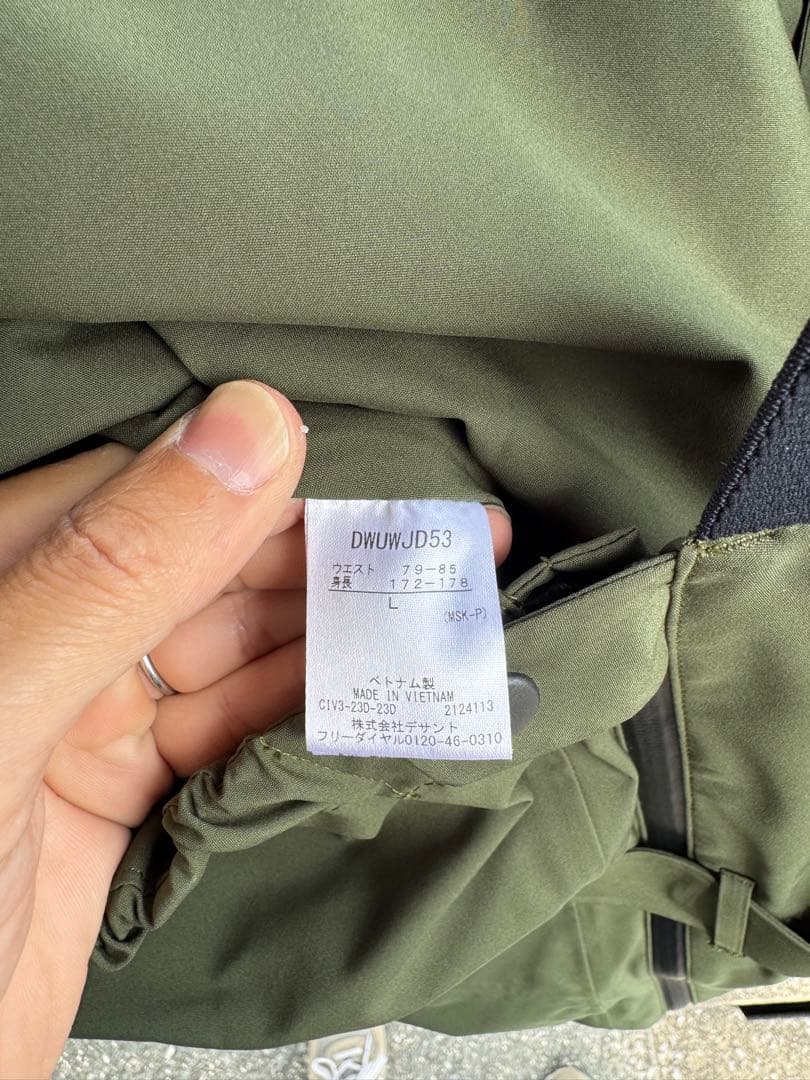 DWUWJD53
ウエスト 79-85
身長 172-178
L
(MSK-P)
ベトナム製
MADE IN VIETNAM
CIV3-23D-23D 2124113
株式会社デサント
フリーダイヤル0120-46-0310